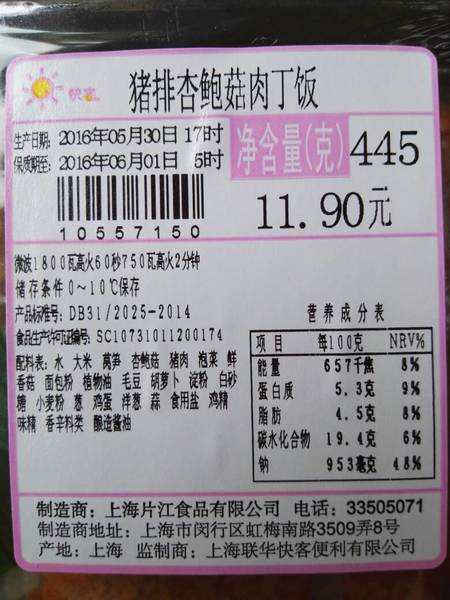 快客
猪排杏鲍菇肉丁饭
生产日期: 2016年05月30日 17时
保质期至: 2016年06月01日 5时
净含量(克) 445
10557150
11.90元
微波1800瓦高火60秒750瓦高火2分钟
储存条件0~10℃保存
产品标准号: DB31/2025-2014
食品生产许可证编号: SC10731011200174
配料表: 水 大米 莴笋 杏鲍菇 猪肉 泡菜 鲜
香菇 面包粉 植物油 毛豆 胡萝卜 淀粉 白砂
糖 小麦粉 葱 鸡蛋 洋葱 蒜 食用盐 鸡精
味精 香辛料类 酿造酱油
营养成分表
项目 每100克 NRV%
能量 657千焦 8%
蛋白质 5.3克 9%
脂肪 4.5克 8%
碳水化合物 19.4克 6%
钠 953毫克 48%
制造商: 上海片江食品有限公司 电话: 33505071
制造商地址: 上海市闵行区虹梅南路3509弄8号
产地: 上海 监制商: 上海联华快客便利有限公司